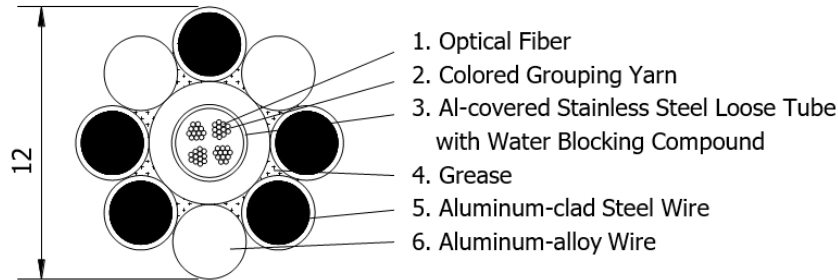 1. Optical Fiber
2. Colored Grouping Yarn
3. Al-covered Stainless Steel Loose Tube
with Water Blocking Compound
12
4. Grease
5. Aluminum-clad Steel Wire
6. Aluminum-alloy Wire